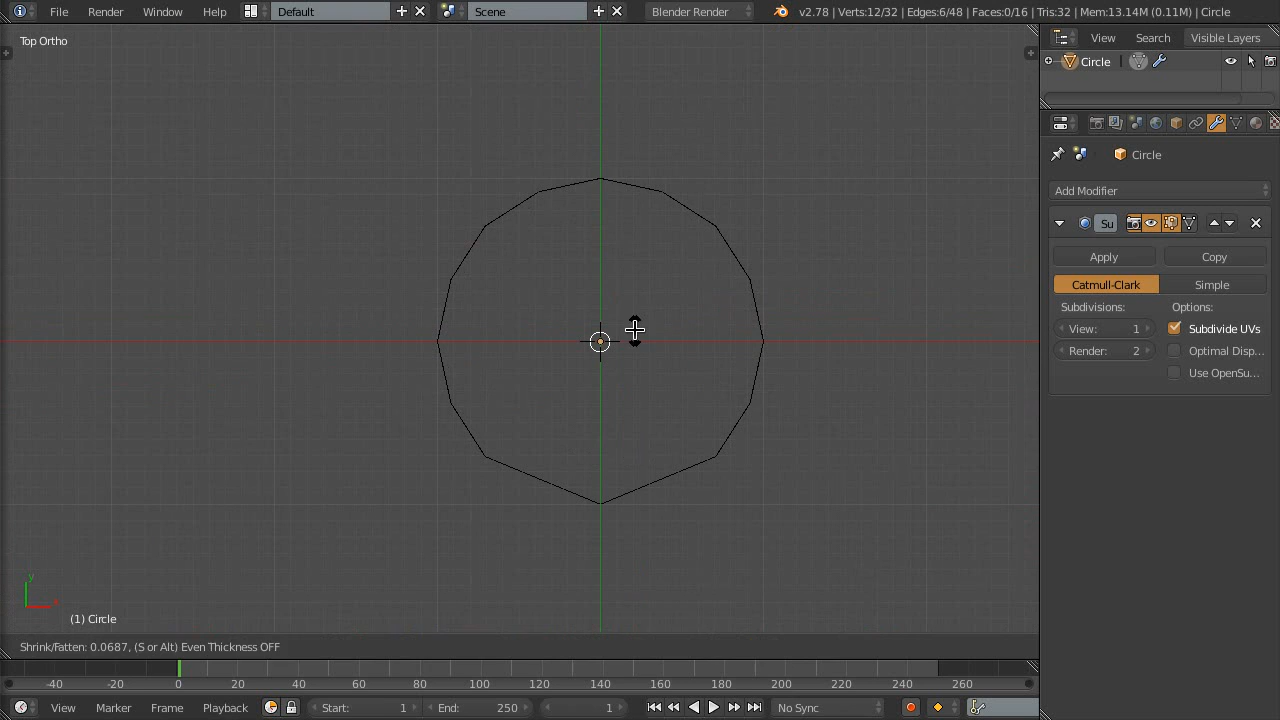 File Render Window Help Default Scene Blender Render v2.78 | Verts:12/32 | Edges:6/48 | Faces:0/16 | Tris:32 | Mem:13.14M (0.11M) | Circle
Top Ortho
View Search Visible Layers
Circle
Circle
Add Modifier
Su
Apply Copy
Catmull-Clark Simple
Subdivisions: Options:
View: 1 Subdivide UVs
Render: 2 Optimal Disp...
Use OpenSu...
y
x
(1) Circle
Shrink/Fatten: 0.0687, (S or Alt) Even Thickness OFF
-40 -20 0 20 40 60 80 100 120 140 160 180 200 220 240 260
View Marker Frame Playback Start: 1 End: 250 1 No Sync